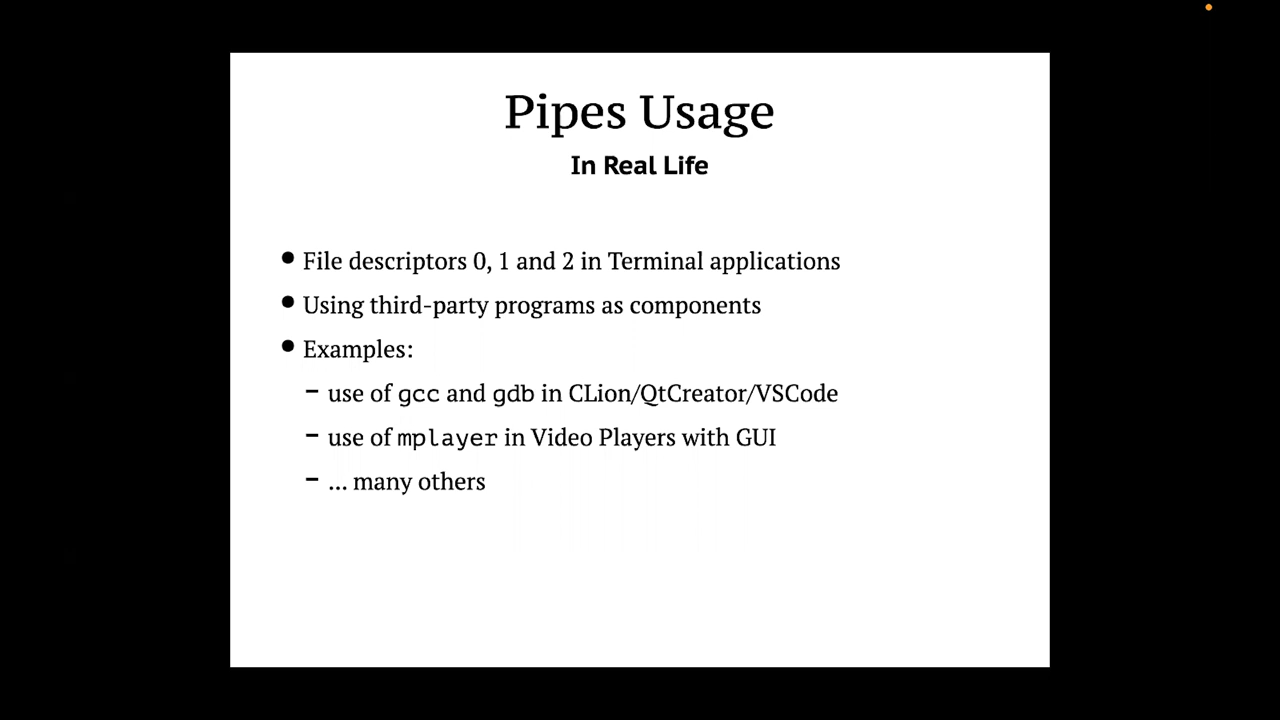 Pipes Usage
In Real Life
• File descriptors 0, 1 and 2 in Terminal applications
• Using third-party programs as components
• Examples:
– use of gcc and gdb in CLion/QtCreator/VSCode
– use of mplayer in Video Players with GUI
– ... many others